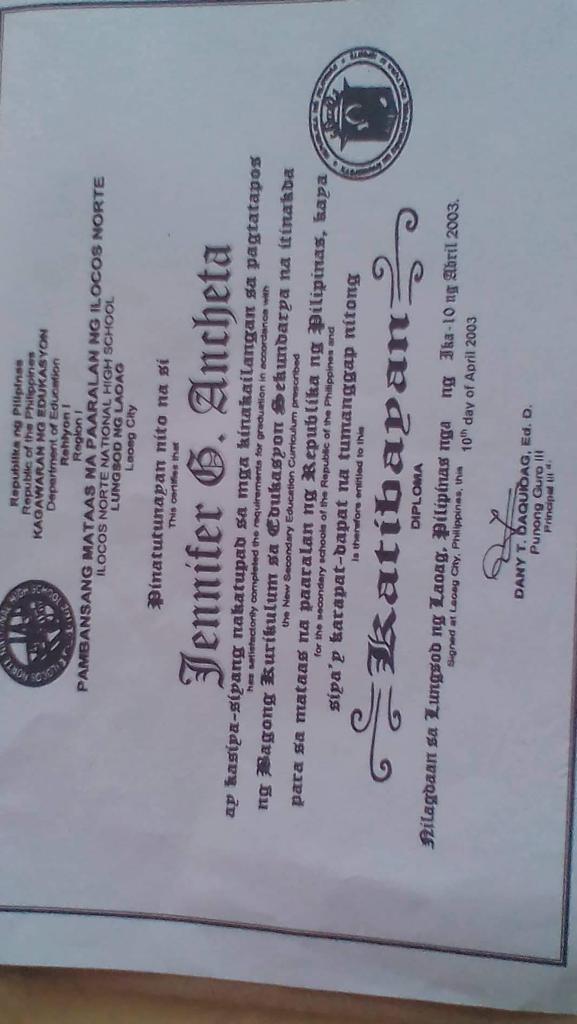 Republika ng Pilipinas
Republic of the Philippines
KAGAWARAN NG EDUKASYON
Department of Education
Rehiyon I
Region I
PAMBANSANG MATAAS NA PAARALAN NG ILOCOS NORTE
ILOCOS NORTE NATIONAL HIGH SCHOOL
LUNGSOD NG LAOAG
Laoag City
Pinatutunayan nito na si
This certifies that
Jennifer G. Ancheta
ay kasiya-siyang nakatupad sa mga kinakailangan sa pagtatapos
has satisfactorily completed the requirements for graduation in accordance with
ng Bagong Kurikulum sa Edukasyon Sekundarya na itinakda
the New Secondary Education Curriculum prescribed
para sa mataas na paaralan ng Republika ng Pilipinas, kaya
for the secondary schools of the Republic of the Philippines and
siya'y karapat-dapat na tumanggap nitong
is therefore entitled to this
Katibayan
DIPLOMA
Nilagdaan sa Lungsod ng Laoag, Pilipinas nga ng Ika-10 ng Abril 2003.
Signed at Laoag City, Philippines, this 10th day of April 2003
DANY T. DAQUIOAG, Ed. D.
Punong Guro III
Principal III